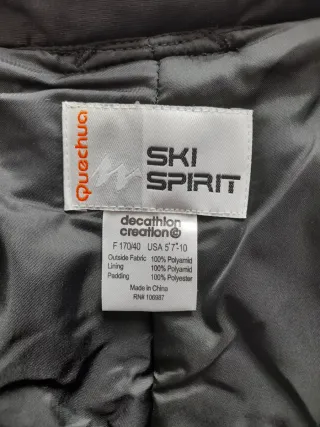 Quechua
SKI
SPIRIT
decathlon
creation©
F 170/40 USA 5'7"-10
Outside Fabric 100% Polyamid
Lining 100% Polyamid
Padding 100% Polyester
Made in China
RN# 106987